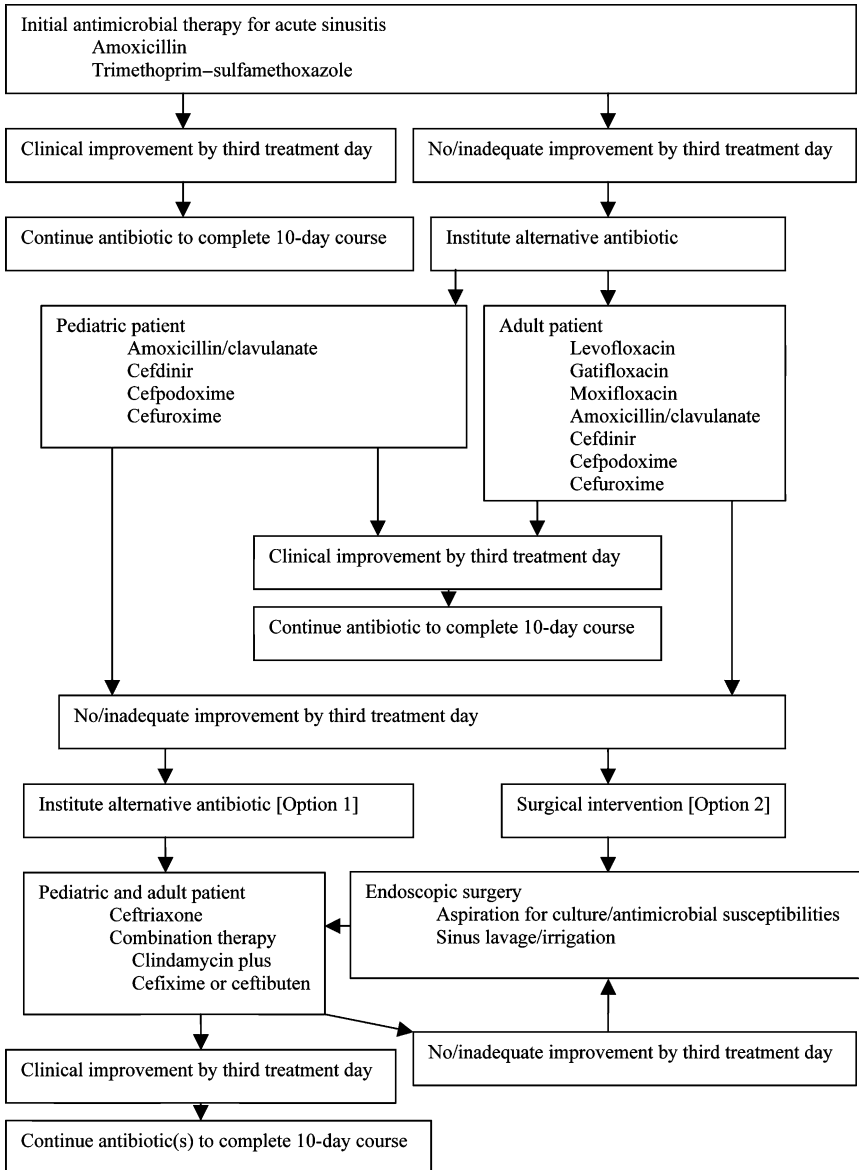 Initial antimicrobial therapy for acute sinusitis
Amoxicillin
Trimethoprim–sulfamethoxazole
Clinical improvement by third treatment day
No/inadequate improvement by third treatment day
Continue antibiotic to complete 10-day course
Institute alternative antibiotic
Pediatric patient
Amoxicillin/clavulanate
Cefdinir
Cefpodoxime
Cefuroxime
Adult patient
Levofloxacin
Gatifloxacin
Moxifloxacin
Amoxicillin/clavulanate
Cefdinir
Cefpodoxime
Cefuroxime
Clinical improvement by third treatment day
Continue antibiotic to complete 10-day course
No/inadequate improvement by third treatment day
Institute alternative antibiotic [Option 1]
Surgical intervention [Option 2]
Pediatric and adult patient
Ceftriaxone
Combination therapy
Clindamycin plus
Cefixime or ceftibuten
Endoscopic surgery
Aspiration for culture/antimicrobial susceptibilities
Sinus lavage/irrigation
No/inadequate improvement by third treatment day
Clinical improvement by third treatment day
Continue antibiotic(s) to complete 10-day course